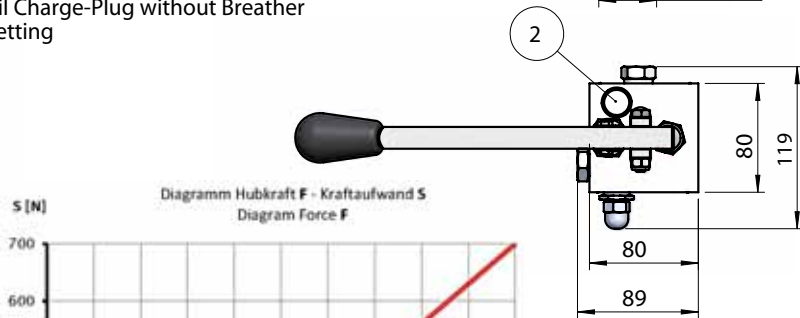 il Charge-Plug without Breather
etting
2
80
119
80
89
Diagramm Hubkraft F - Kraftaufwand S
Diagram Force F
S [N]
700
600